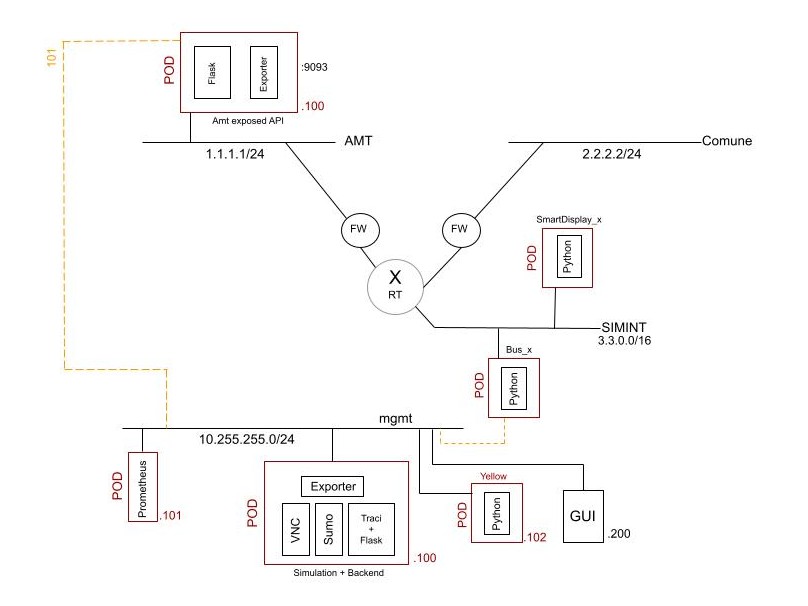 101
POD
Flask
Exporter
:9093
.100
Amt exposed API
AMT
1.1.1.1/24
Comune
2.2.2.2/24
FW
FW
X
RT
SmartDisplay_x
POD
Python
SIMINT
3.3.0.0/16
Bus_x
POD
Python
mgmt
10.255.255.0/24
POD
Prometheus
.101
POD
Exporter
VNC
Sumo
Traci
+
Flask
.100
Simulation + Backend
Yellow
POD
Python
.102
GUI
.200